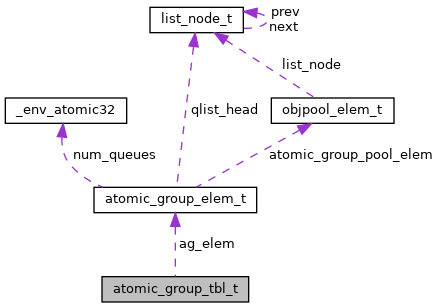 list_node_t
prev
next
list_node
_env_atomic32
qlist_head
objpool_elem_t
num_queues
atomic_group_pool_elem
atomic_group_elem_t
ag_elem
atomic_group_tbl_t